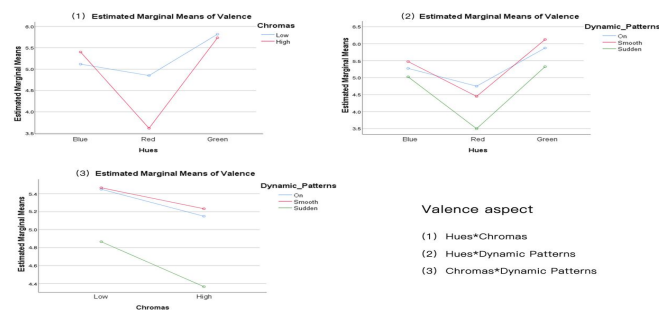 (1) Estimated Marginal Means of Valence
Chromas
Low
High
Estimated Marginal Means
6.0
5.5
5.0
4.5
4.0
3.5
Blue Red Green
Hues
(2) Estimated Marginal Means of Valence
Dynamic_Patterns
On
Smooth
Sudden
Estimated Marginal Means
6.5
6.0
5.5
5.0
4.5
4.0
3.5
Blue Red Green
Hues
(3) Estimated Marginal Means of Valence
Dynamic_Patterns
On
Smooth
Sudden
Estimated Marginal Means
5.4
5.2
5.0
4.8
4.6
4.4
Low High
Chromas
Valence aspect
(1) Hues*Chromas
(2) Hues*Dynamic Patterns
(3) Chromas*Dynamic Patterns